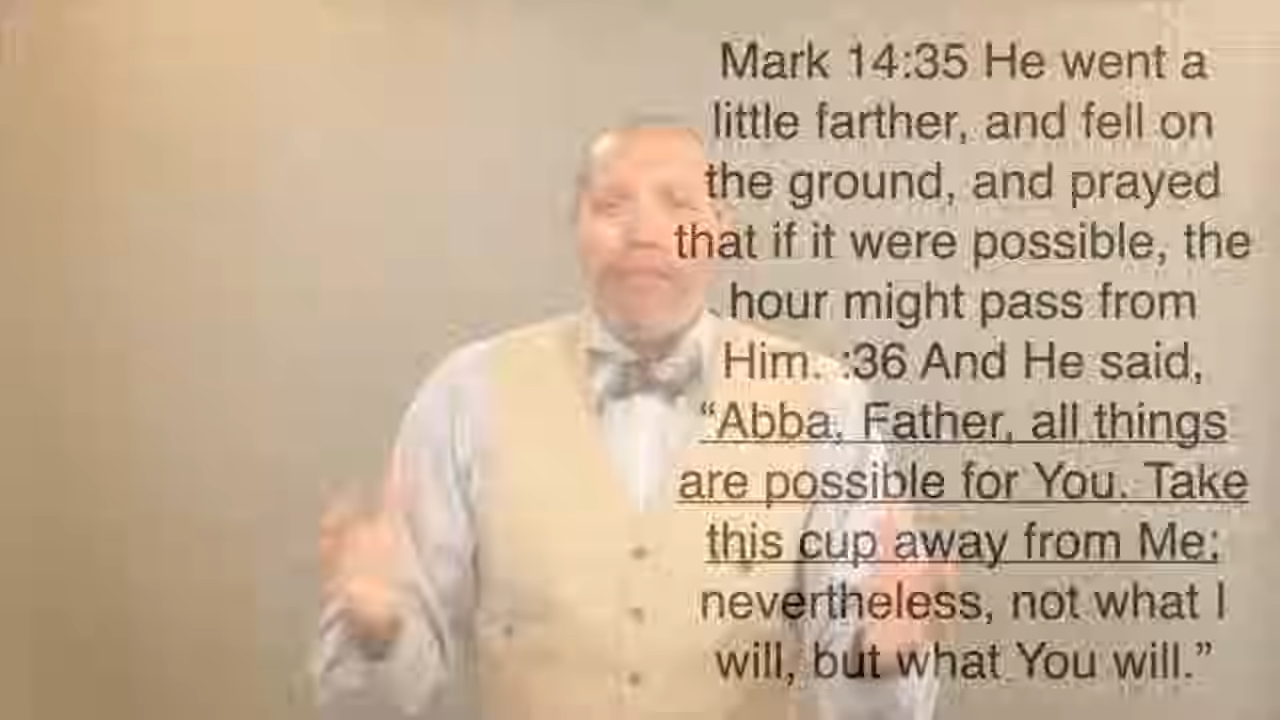 Mark 14:35 He went a
little farther, and fell on
the ground, and prayed
that if it were possible, the
hour might pass from
Him. :36 And He said,
“Abba, Father, all things
are possible for You. Take
this cup away from Me;
nevertheless, not what I
will, but what You will.”